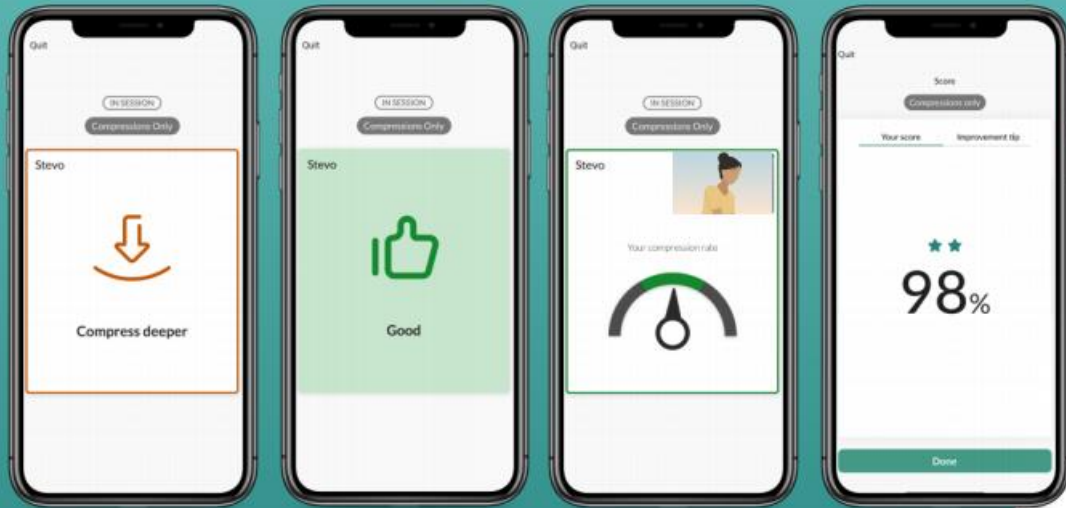 Quit
IN SESSION
Compressions Only
Stevo
Compress deeper
Quit
IN SESSION
Compressions Only
Stevo
Good
Quit
IN SESSION
Compressions Only
Stevo
Your compression rate
Quit
Score
Compressions only
Your score Improvement tip
98%
Done